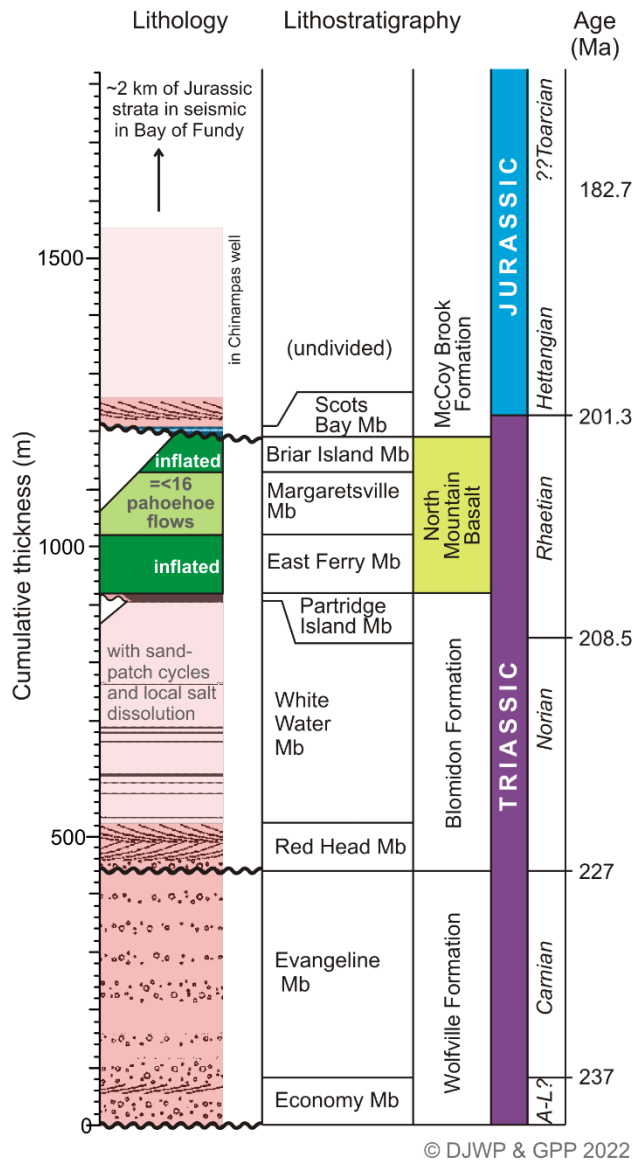 Lithology
Lithostratigraphy
Age
(Ma)
~2 km of Jurassic
strata in seismic
in Bay of Fundy
in Chinampas well
Cumulative thickness (m)
1500
1000
500
0
inflated
=<16
pahoehoe
flows
inflated
with sand-
patch cycles
and local salt
dissolution
(undivided)
Scots
Bay Mb
Briar Island Mb
Margaretsville
Mb
East Ferry Mb
Partridge
Island Mb
White
Water
Mb
Red Head Mb
Evangeline
Mb
Economy Mb
McCoy Brook
Formation
North
Mountain
Basalt
Blomidon Formation
Wolfville Formation
JURASSIC
TRIASSIC
??Toarcian
Hettangian
Rhaetian
Norian
Carnian
A-L?
182.7
201.3
208.5
227
237
© DJWP & GPP 2022